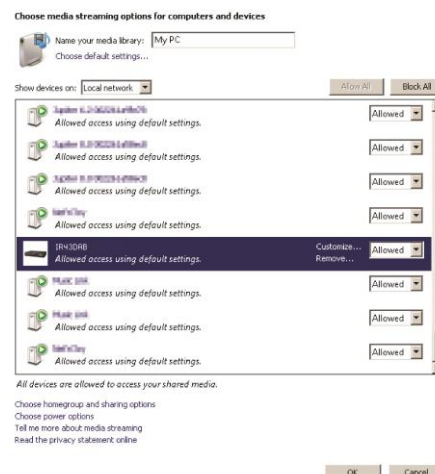 Choose media streaming options for computers and devices
Name your media library: My PC
Choose default settings...
Show devices on: Local network Allow All Block All
Allowed
Allowed access using default settings.
Allowed
Allowed access using default settings.
Allowed
Allowed access using default settings.
Allowed
Allowed access using default settings.
IR43DAB Customize... Allowed
Allowed access using default settings. Remove...
Allowed
Allowed access using default settings.
Allowed
Allowed access using default settings.
Allowed
Allowed access using default settings.
All devices are allowed to access your shared media.
Choose homegroup and sharing options
Choose power options
Tell me more about media streaming
Read the privacy statement online
OK Cancel